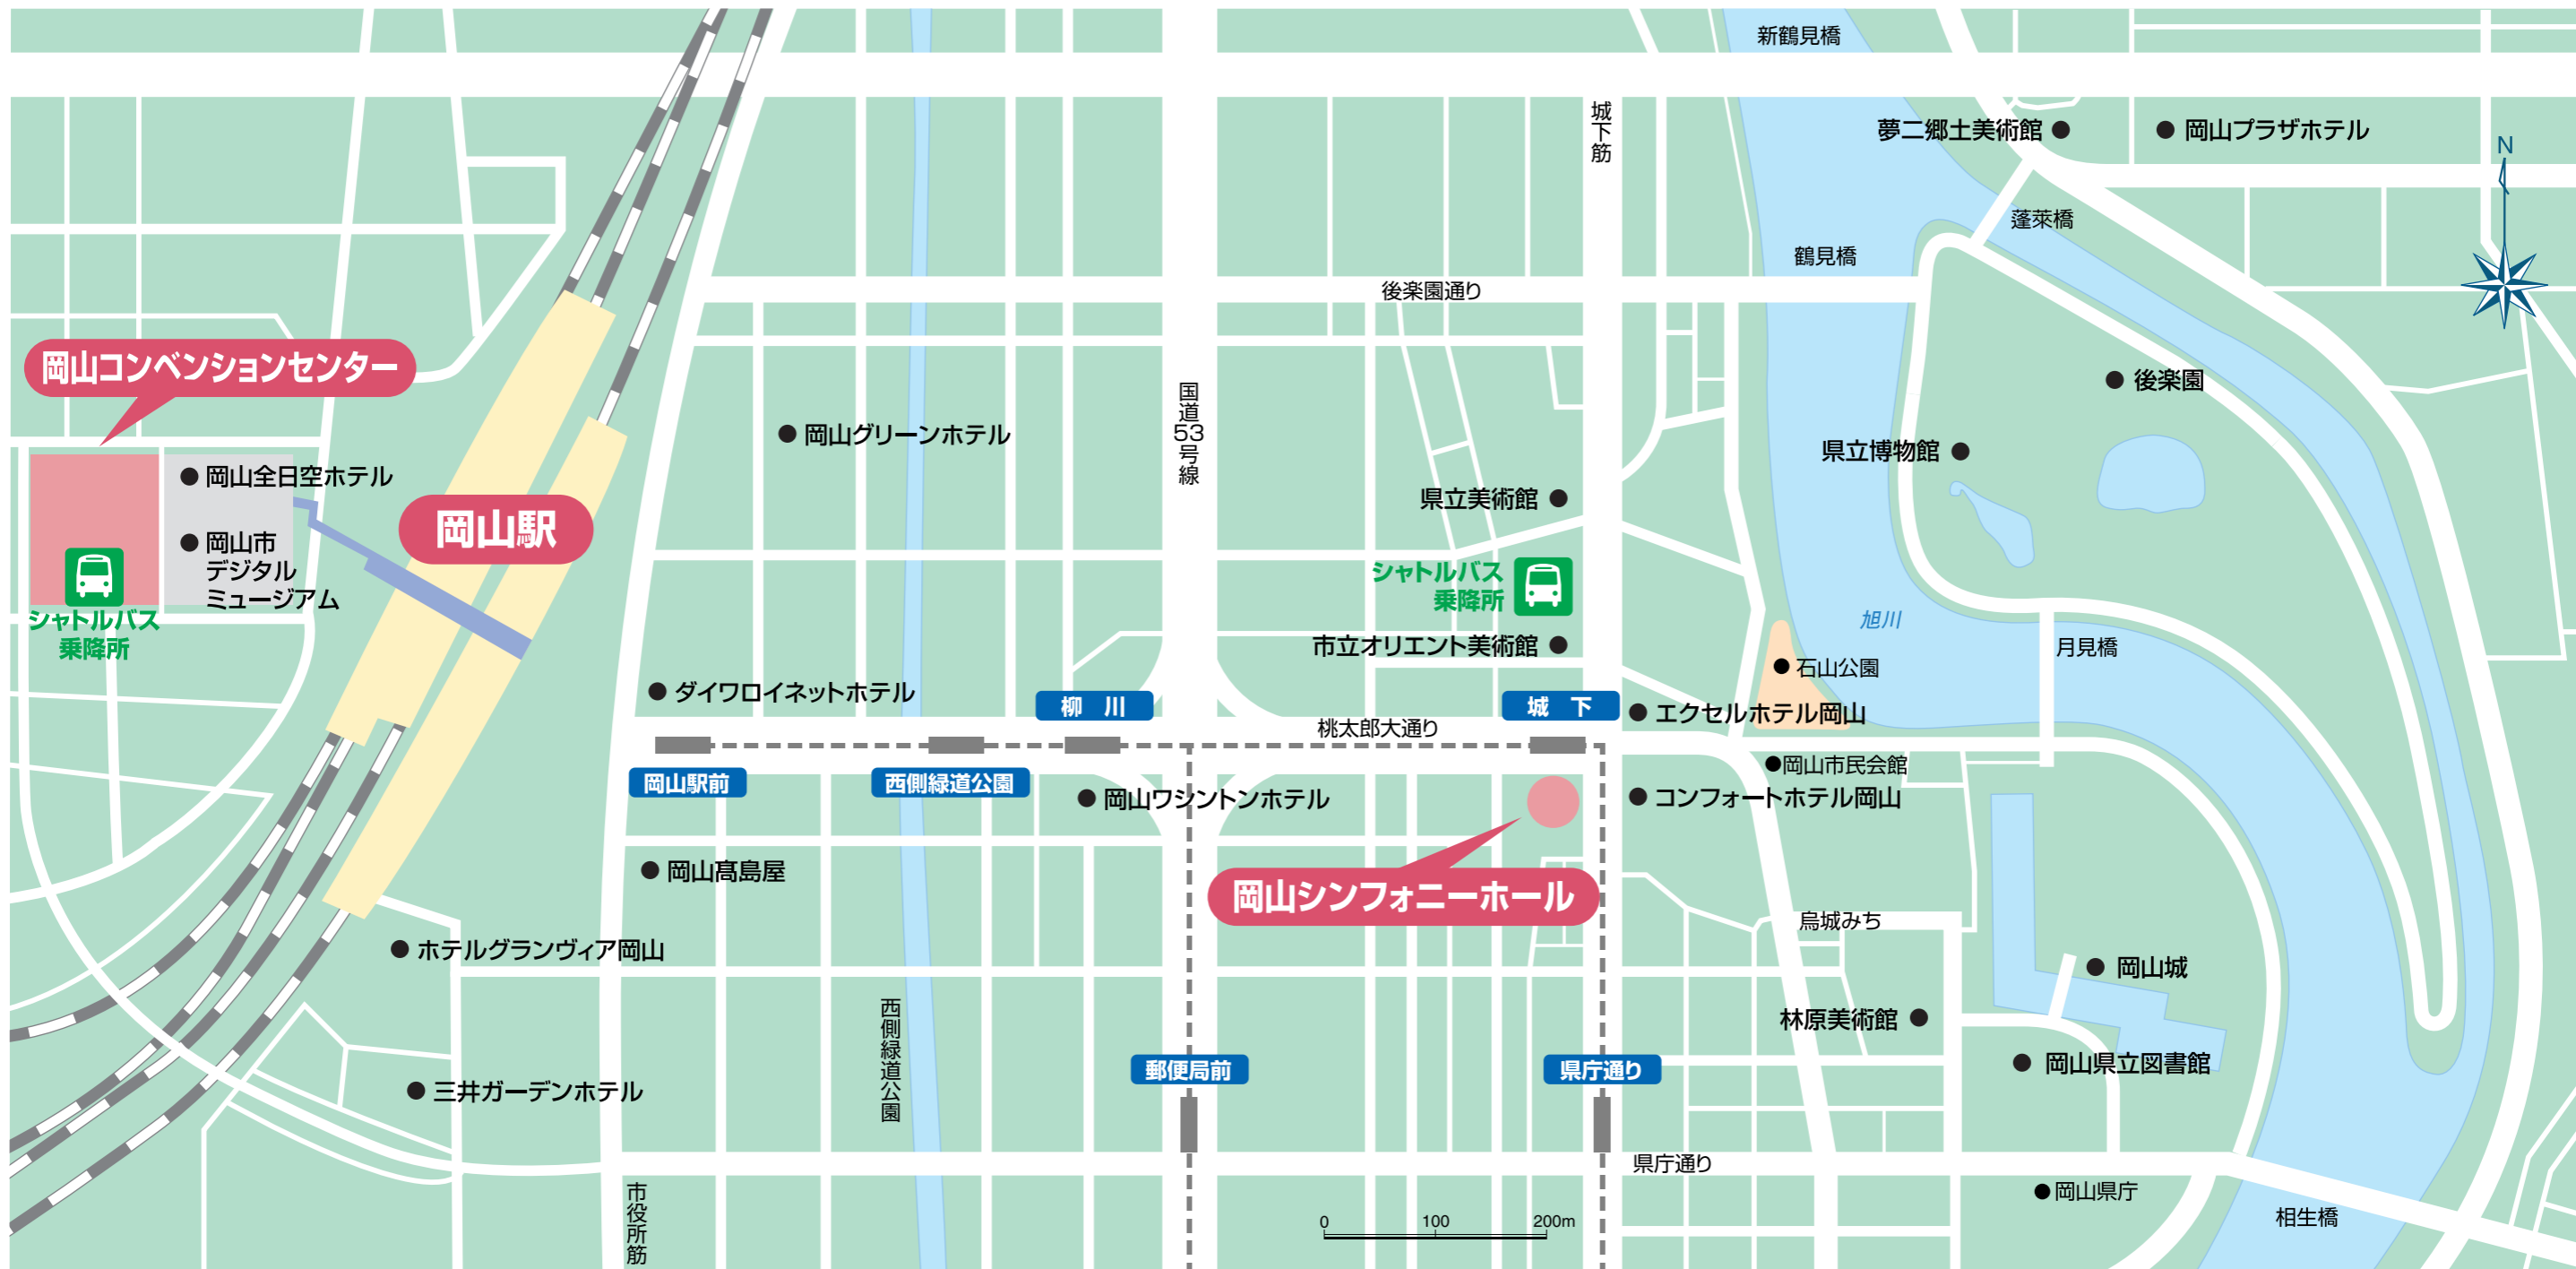 新鶴見橋
城下筋
夢二郷土美術館
岡山プラザホテル
N
蓬萊橋
鶴見橋
後楽園通り
岡山コンベンションセンター
後楽園
国道53号線
岡山グリーンホテル
県立博物館
岡山全日空ホテル
県立美術館
岡山駅
岡山市
デジタル
ミュージアム
シャトルバス
乗降所
シャトルバス
乗降所
旭川
市立オリエント美術館
月見橋
石山公園
ダイワロイネットホテル
柳川
城下
エクセルホテル岡山
桃太郎大通り
岡山市民会館
岡山駅前
西側緑道公園
岡山ワシントンホテル
コンフォートホテル岡山
岡山髙島屋
岡山シンフォニーホール
烏城みち
ホテルグランヴィア岡山
岡山城
西側緑道公園
林原美術館
岡山県立図書館
郵便局前
県庁通り
三井ガーデンホテル
県庁通り
岡山県庁
市役所筋
相生橋
0 100 200m